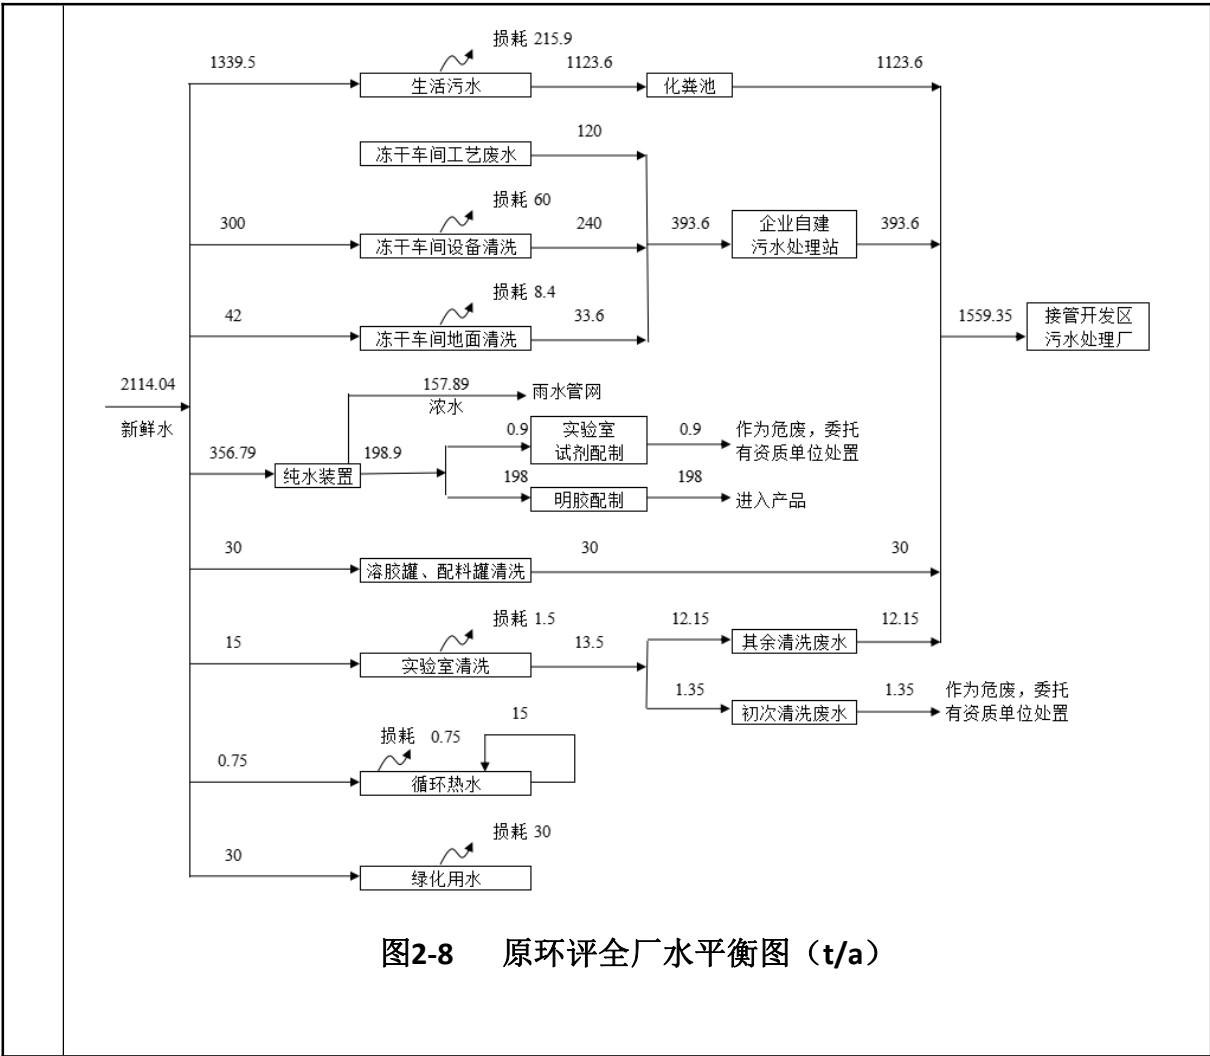 损耗 215.9
1339.5
生活污水
1123.6
化粪池
1123.6
冻干车间工艺废水
120
损耗 60
300
冻干车间设备清洗
240
393.6
企业自建
污水处理站
393.6
损耗 8.4
42
冻干车间地面清洗
33.6
1559.35
接管开发区
污水处理厂
2114.04
新鲜水
157.89
浓水
雨水管网
356.79
纯水装置
198.9
0.9
实验室
试剂配制
0.9
作为危废，委托
有资质单位处置
198
明胶配制
198
进入产品
30
溶胶罐、配料罐清洗
30
30
损耗 1.5
15
实验室清洗
13.5
12.15
其余清洗废水
12.15
1.35
初次清洗废水
1.35
作为危废，委托
有资质单位处置
损耗 0.75
15
0.75
循环热水
损耗 30
30
绿化用水
图2-8 原环评全厂水平衡图（t/a）